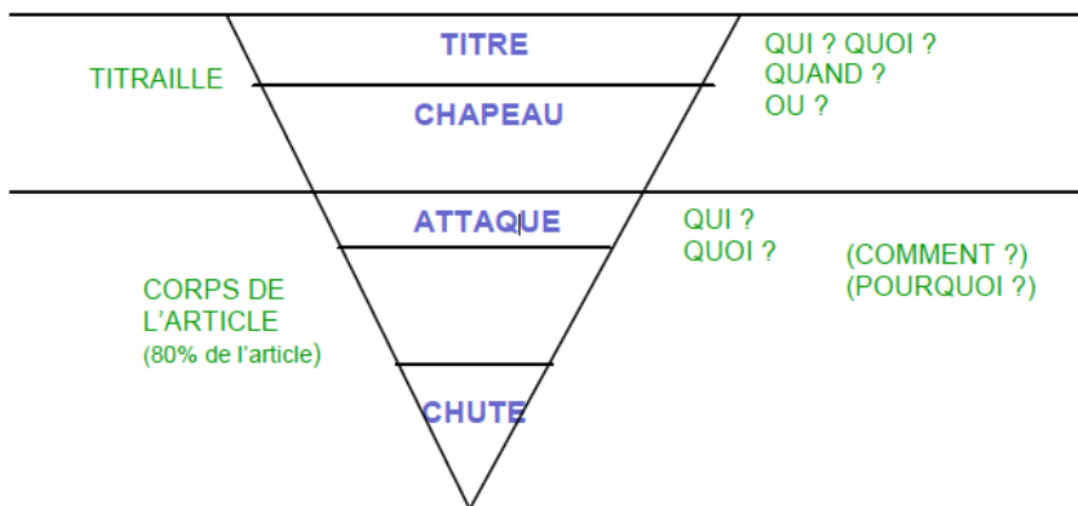 TITRE
QUI ? QUOI ?
TITRAILLE
QUAND ?
OU ?
CHAPEAU
ATTAQUE
QUI ?
QUOI ?
(COMMENT ?)
(POURQUOI ?)
CORPS DE
L'ARTICLE
(80% de l'article)
CHUTE